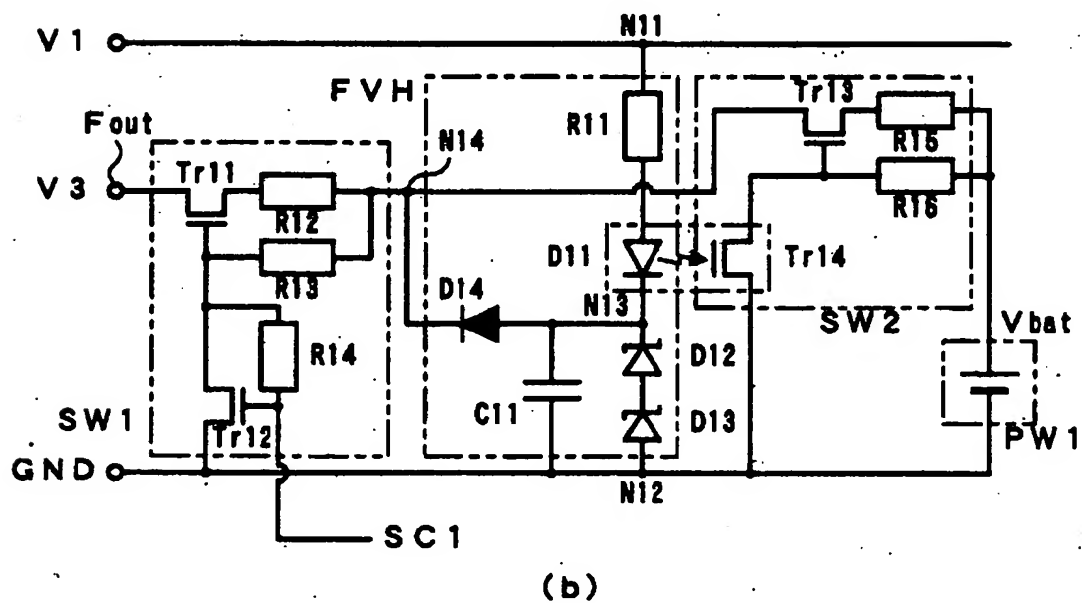 V1
N11
FVH
R11
Tr13
R15
R16
Fout
V3
Tr11
N14
R12
R13
D11
Tr14
N13
D14
SW2
R14
D12
Vbat
C11
D13
SW1
Tr12
PW1
GND
N12
SC1
(b)